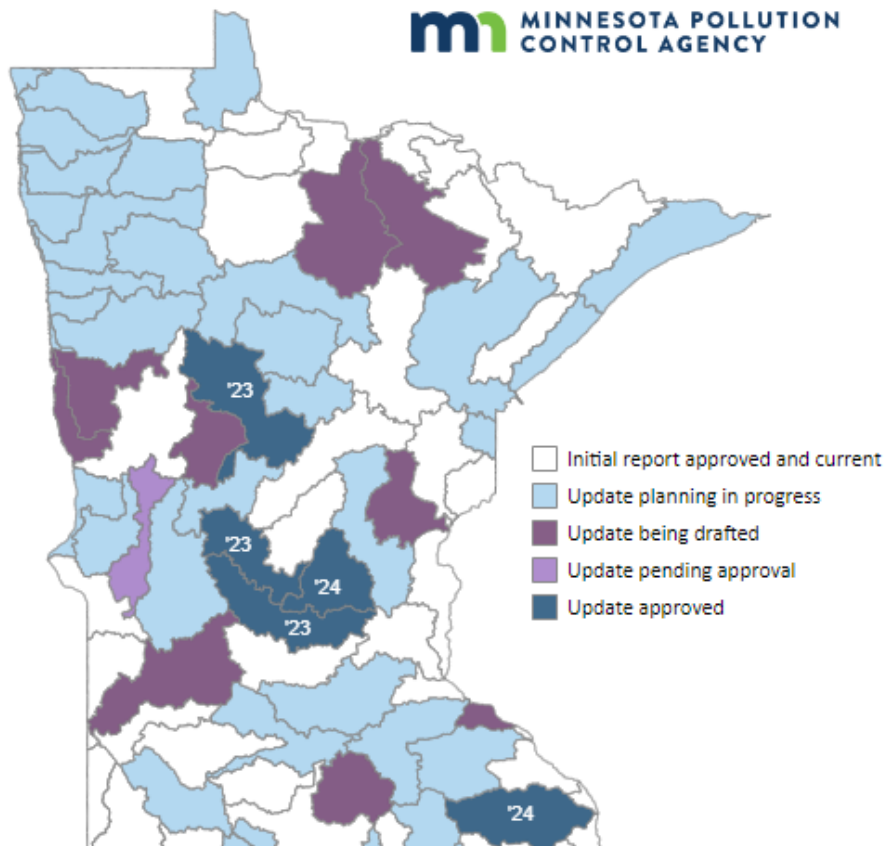 mn MINNESOTA POLLUTION
CONTROL AGENCY
'23
Initial report approved and current
Update planning in progress
Update being drafted
'23
Update pending approval
'24
Update approved
'23
'24